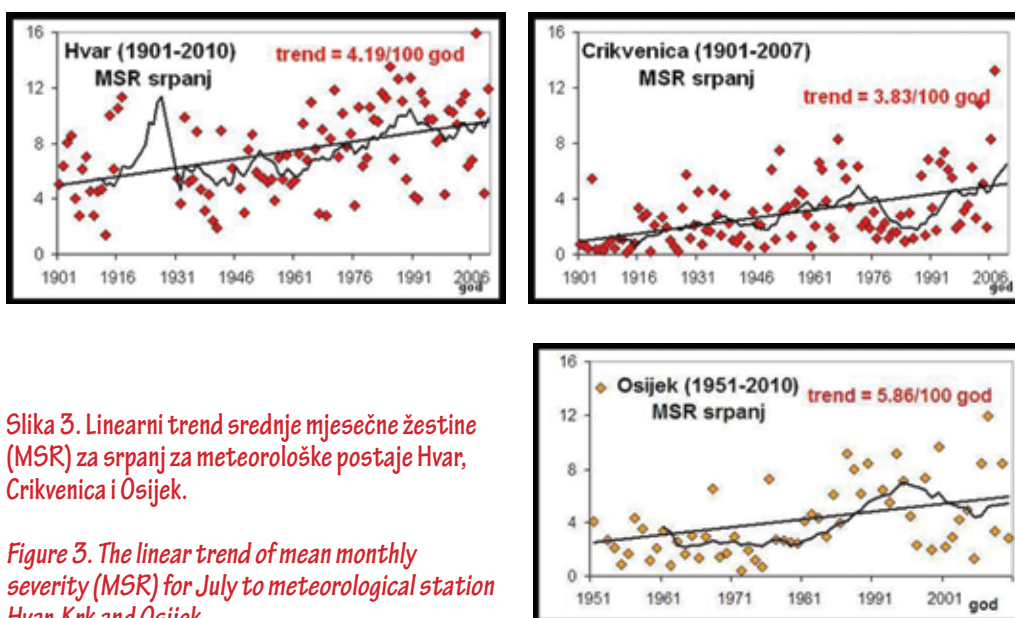 Hvar (1901-2010)
MSR srpanj
trend = 4.19/100 god
16
12
8
4
0
1901 1916 1931 1946 1961 1976 1991 2006
god
Crikvenica (1901-2007)
MSR srpanj
trend = 3.83/100 god
16
12
8
4
0
1901 1916 1931 1946 1961 1976 1991 2006
god
Osijek (1951-2010)
MSR srpanj
trend = 5.86/100 god
16
12
8
4
0
1951 1961 1971 1981 1991 2001 god
Slika 3. Linearni trend srednje mjesečne žestine
(MSR) za srpanj za meteorološke postaje Hvar,
Crikvenica i Osijek.
Figure 3. The linear trend of mean monthly
severity (MSR) for July to meteorological station
Hvar, Krk and Osijek